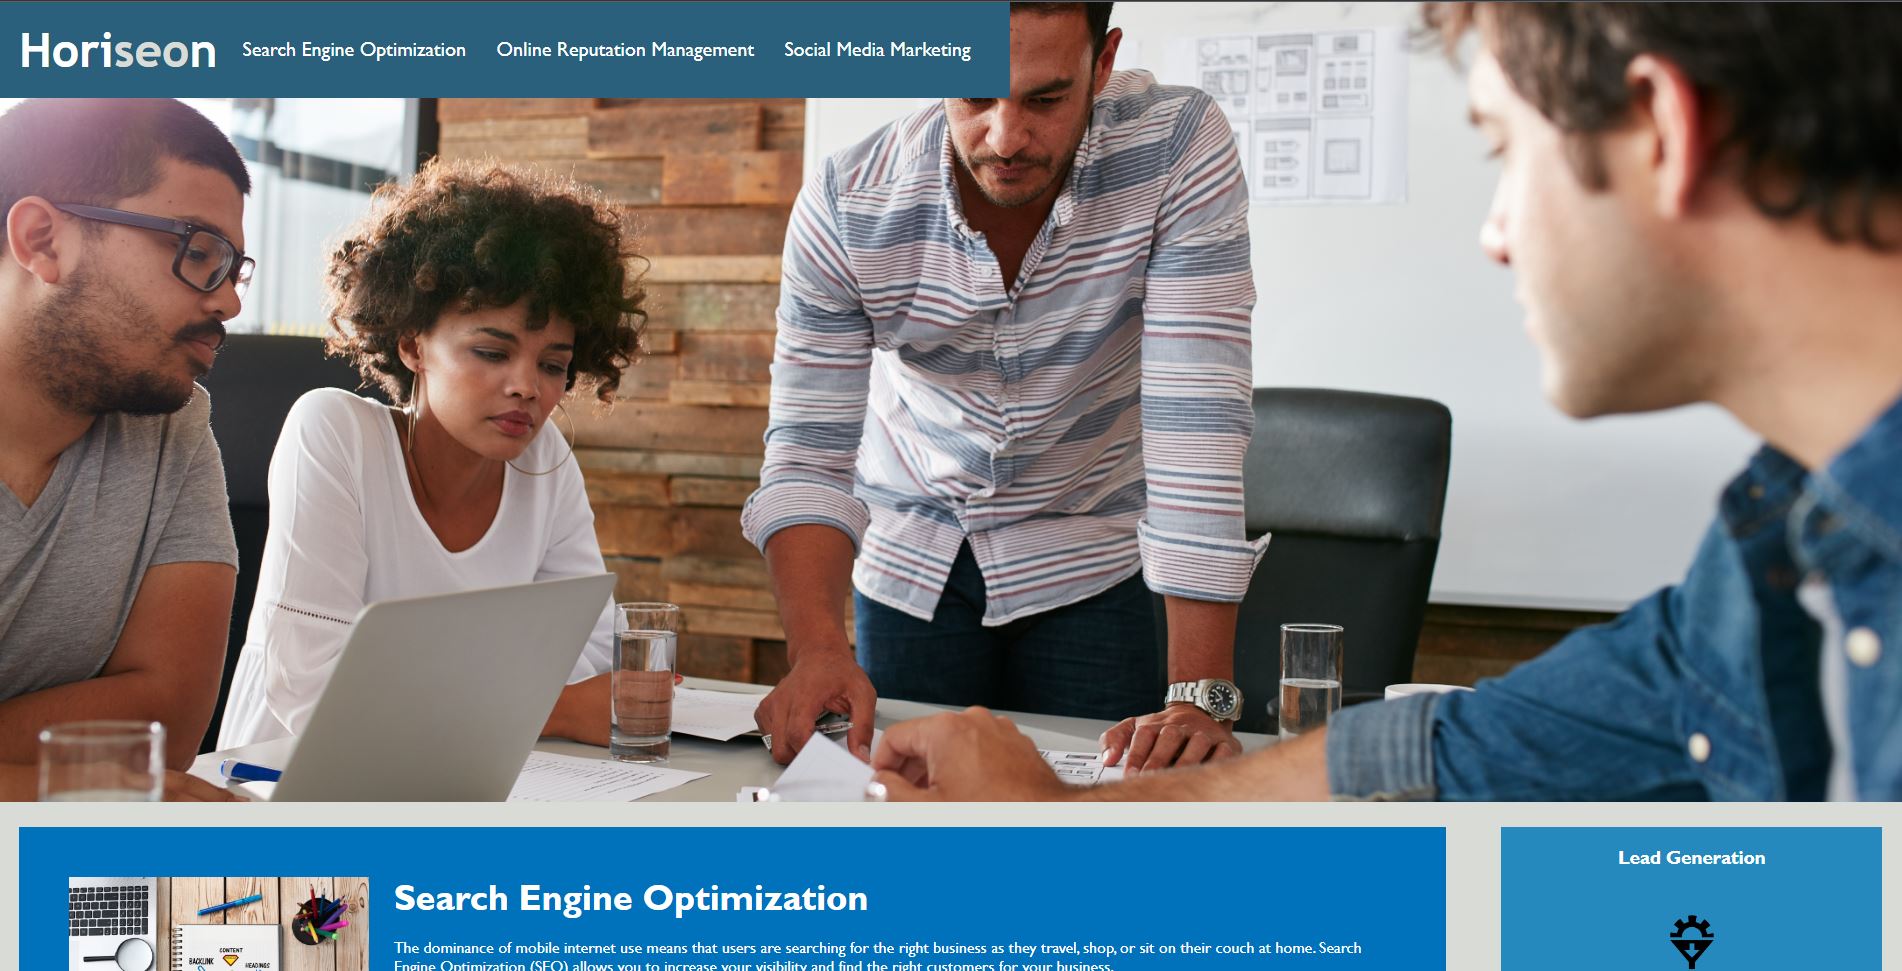 Horiseon
Search Engine Optimization
Online Reputation Management
Social Media Marketing
Search Engine Optimization
The dominance of mobile internet use means that users are searching for the right business as they travel, shop, or sit on their couch at home. Search
Engine Optimization (SEO) allows you to increase your visibility and find the right customers for your business.
CONTENT
BACKLINK
HEADINGS
Lead Generation